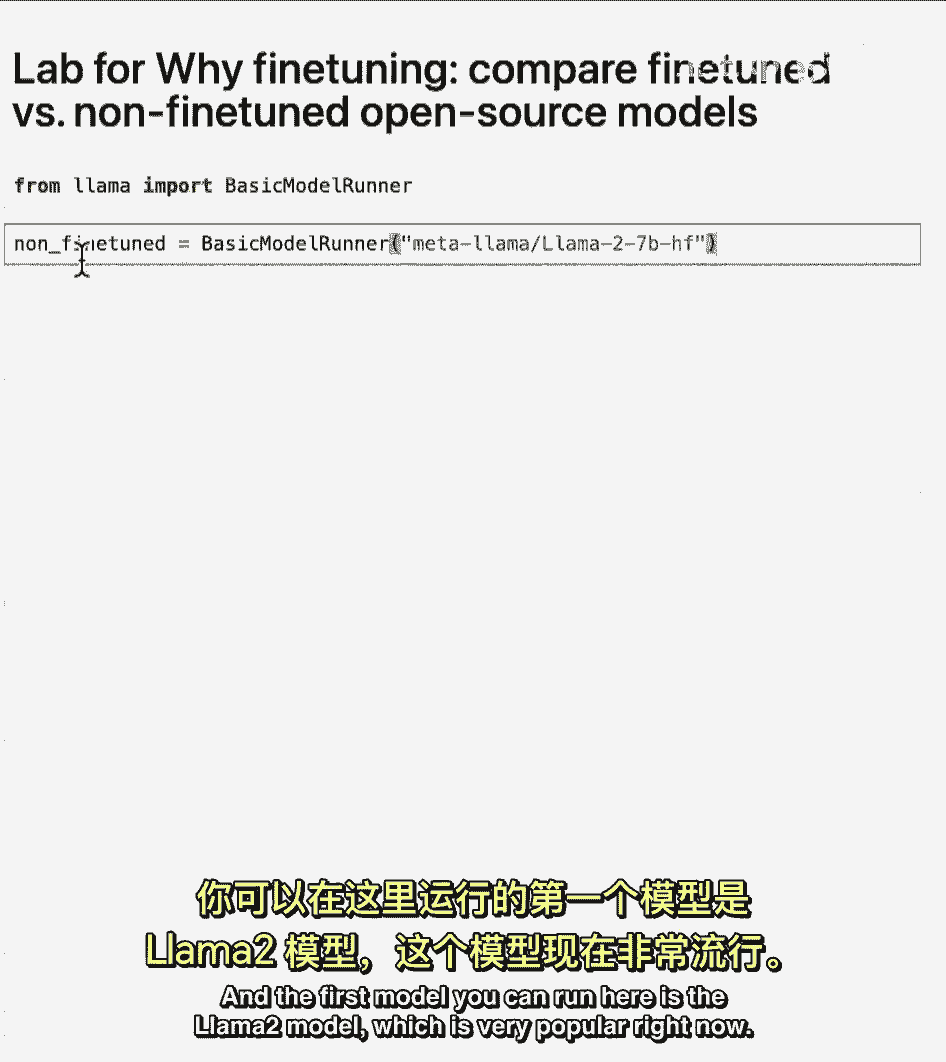 Lab for Why finetuning: compare finetuned
vs. non-finetuned open-source models
from llama import BasicModelRunner
non_finetuned = BasicModelRunner("meta-llama/Llama-2-7b-hf")
你可以在这里运行的第一个模型是
Llama2 模型，这个模型现在非常流行。
And the first model you can run here is the
Llama2 model, which is very popular right now.